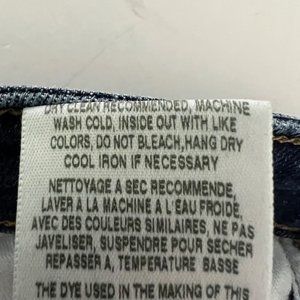 DRY CLEAN RECOMMENDED, MACHINE
WASH COLD, INSIDE OUT WITH LIKE
COLORS, DO NOT BLEACH,HANG DRY
COOL IRON IF NECESSARY
NETTOYAGE A SEC RECOMMENDE,
LAVER A LA MACHINE A L'EAU FROIDE,
AVEC DES COULEURS SIMILAIRES, NE PAS
JAVELISER, SUSPENDRE POUR SECHER
REPASSER A, TEMPERATURE BASSE
THE DYE USED IN THE MAKING OF THIS